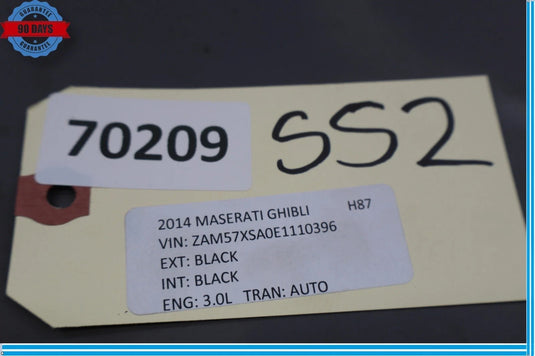 GUARANTEE
90 DAYS
GUARANTEE
70209
SS2
2014 MASERATI GHIBLI H87
VIN: ZAM57XSA0E1110396
EXT: BLACK
INT: BLACK
ENG: 3.0L TRAN: AUTO